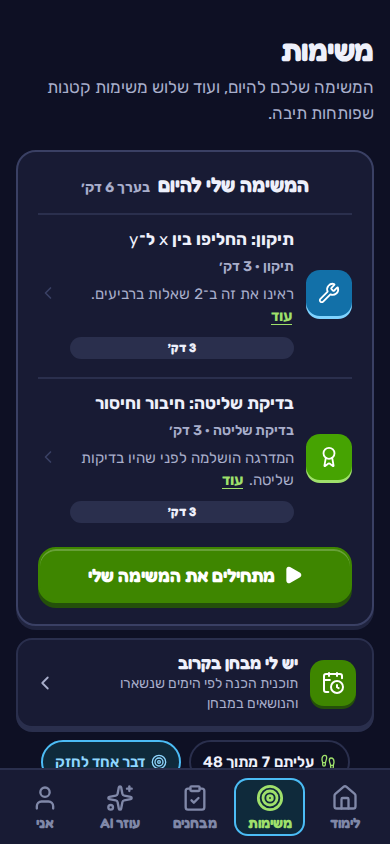 משימות
המשימה שלכם להיום, ועוד שלוש משימות קטנות
שפותחות תיבה.
המשימה שלי להיום בערך 6 דק׳
תיקון: החליפו בין x ל־y
תיקון • 3 דק׳
ראינו את זה ב־2 שאלות ברביעים.
עוד
3 דק׳
בדיקת שליטה: חיבור וחיסור
בדיקת שליטה • 3 דק׳
המדרגה הושלמה לפני שהיו בדיקות
שליטה. עוד
3 דק׳
מתחילים את המשימה שלי
יש לי מבחן בקרוב
תוכנית הכנה לפי הימים שנשארו
והנושאים במבחן
עליתם 7 מתוך 48
דבר אחד לחזק
לימוד
משימות
מבחנים
עוזר AI
אני